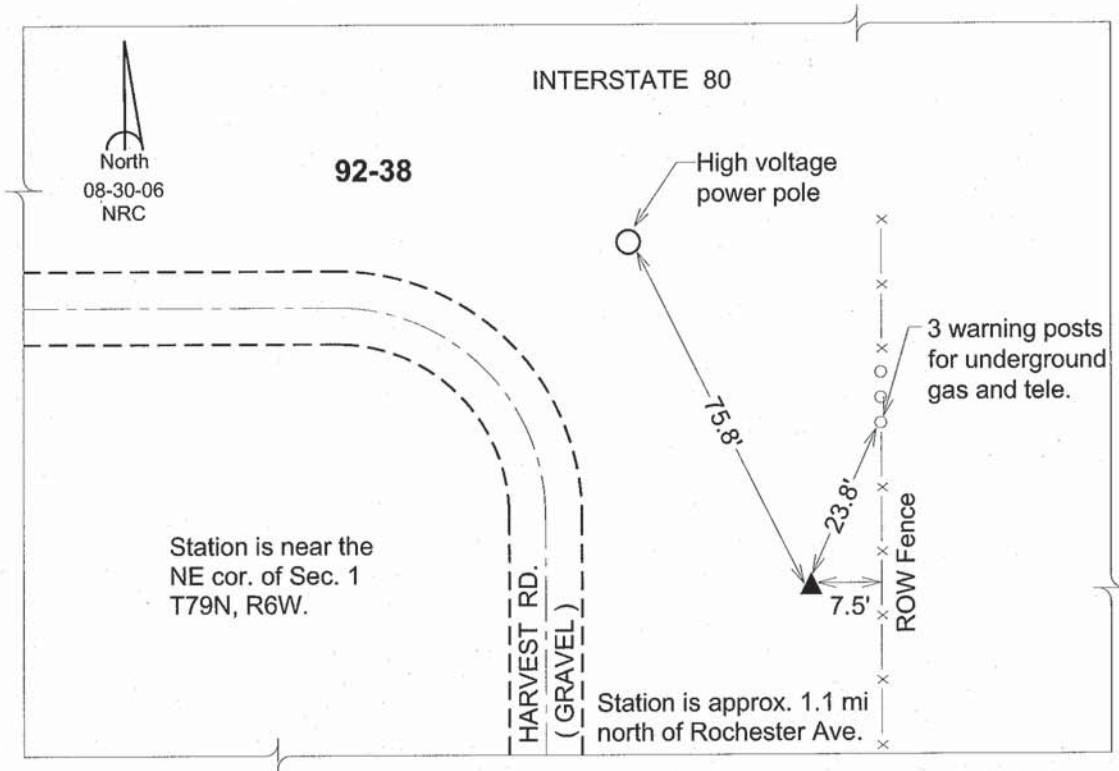 INTERSTATE 80
North
08-30-06
NRC
92-38
High voltage
power pole
3 warning posts
for underground
gas and tele.
75.8'
23.8'
7.5'
ROW Fence
Station is near the
NE cor. of Sec. 1
T79N, R6W.
HARVEST RD.
( GRAVEL )
Station is approx. 1.1 mi
north of Rochester Ave.